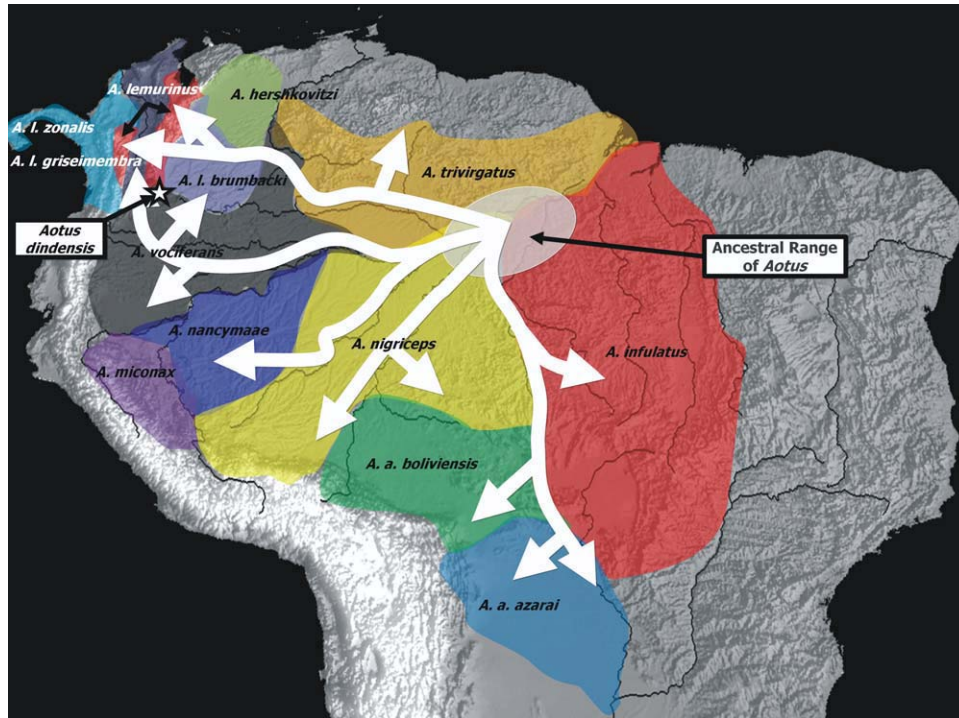 A. lemurinus
A. hershkovitzi
A. l. zonalis
A. l. griseimembra
A. trivirgatus
A. l. brumbacki
Aotus
dindensis
A. vociferans
Ancestral Range
of Aotus
A. nancymaae
A. nigriceps
A. infulatus
A. miconax
A. a. boliviensis
A. a. azarai